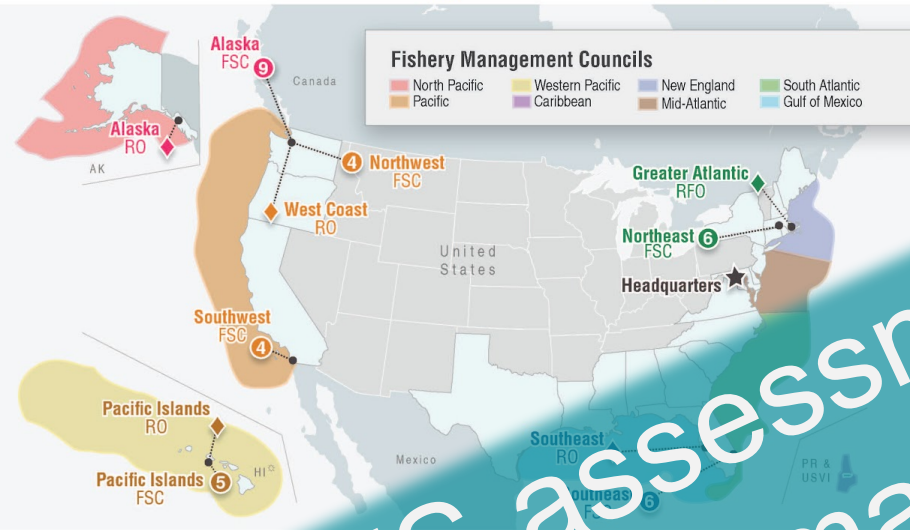 Fishery Management Councils
North Pacific
Western Pacific
New England
South Atlantic
Pacific
Caribbean
Mid-Atlantic
Gulf of Mexico
Alaska
FSC
9
Canada
Alaska
RO
AK
4 Northwest
FSC
West Coast
RO
Greater Atlantic
RFO
Northeast 6
FSC
United
States
Headquarters
Southwest
FSC
4
Pacific Islands
RO
Pacific Islands
FSC
5
HI
Mexico
Southeast
RO
6
FSC
PR &
USVI
assessm